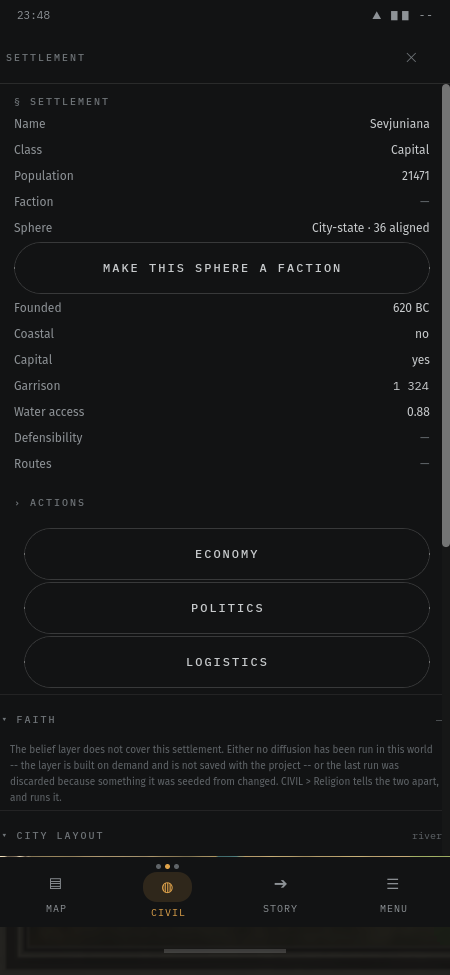 23:48
--
SETTLEMENT
§ SETTLEMENT
Name Sevjuniana
Class Capital
Population 21471
Faction —
Sphere City-state · 36 aligned
MAKE THIS SPHERE A FACTION
Founded 620 BC
Coastal no
Capital yes
Garrison 1 324
Water access 0.88
Defensibility —
Routes —
› ACTIONS
ECONOMY
POLITICS
LOGISTICS
FAITH —
The belief layer does not cover this settlement. Either no diffusion has been run in this world
-- the layer is built on demand and is not saved with the project -- or the last run was
discarded because something it was seeded from changed. CIVIL > Religion tells the two apart,
and runs it.
CITY LAYOUT river
MAP CIVIL STORY MENU